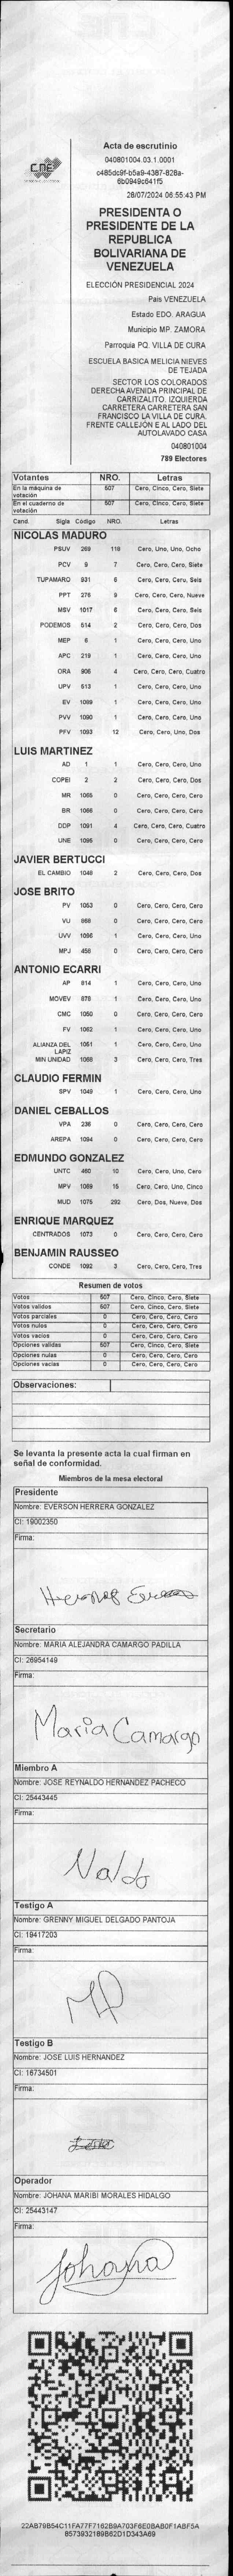 CNE
Acta de escrutinio
040801004.03.1.0001
c485dc9f-b5a9-4387-828a-
6b0949c641f5
28/07/2024 06:55:43 PM
PRESIDENTA O
PRESIDENTE DE LA
REPUBLICA
BOLIVARIANA DE
VENEZUELA
ELECCIÓN PRESIDENCIAL 2024
Pais VENEZUELA
Estado EDO. ARAGUA
Municipio MP. ZAMORA
Parroquia PQ. VILLA DE CURA
ESCUELA BASICA MELICIA NIEVES
DE TEJADA
SECTOR LOS COLORADOS
DERECHA AVENIDA PRINCIPAL DE
CARRIZALITO. IZQUIERDA
CARRETERA CARRETERA SAN
FRANCISCO LA VILLA DE CURA.
FRENTE CALLEJÓN E AL LADO DEL
AUTOLAVADO CASA
040801004
789 Electores
Votantes NRO. Letras
En la máquina de votación 507 Cero, Cinco, Cero, Siete
En el cuaderno de votación 507 Cero, Cinco, Cero, Siete
Cand. Sigla Código NRO. Letras
NICOLAS MADURO
PSUV 269 118 Cero, Uno, Uno, Ocho
PCV 9 7 Cero, Cero, Cero, Siete
TUPAMARO 931 6 Cero, Cero, Cero, Seis
PPT 276 9 Cero, Cero, Cero, Nueve
MSV 1017 6 Cero, Cero, Cero, Seis
PODEMOS 514 2 Cero, Cero, Cero, Dos
MEP 6 1 Cero, Cero, Cero, Uno
APC 219 1 Cero, Cero, Cero, Uno
ORA 906 4 Cero, Cero, Cero, Cuatro
UPV 513 1 Cero, Cero, Cero, Uno
EV 1089 1 Cero, Cero, Cero, Uno
PVV 1090 1 Cero, Cero, Cero, Uno
PFV 1093 12 Cero, Cero, Uno, Dos
LUIS MARTINEZ
AD 1 1 Cero, Cero, Cero, Uno
COPEI 2 2 Cero, Cero, Cero, Dos
MR 1065 0 Cero, Cero, Cero, Cero
BR 1066 0 Cero, Cero, Cero, Cero
DDP 1091 4 Cero, Cero, Cero, Cuatro
UNE 1095 0 Cero, Cero, Cero, Cero
JAVIER BERTUCCI
EL CAMBIO 1048 2 Cero, Cero, Cero, Dos
JOSE BRITO
PV 1053 0 Cero, Cero, Cero, Cero
VU 868 0 Cero, Cero, Cero, Cero
UVV 1096 1 Cero, Cero, Cero, Uno
MPJ 450 0 Cero, Cero, Cero, Cero
ANTONIO ECARRI
AP 814 1 Cero, Cero, Cero, Uno
MOVEV 878 1 Cero, Cero, Cero, Uno
CMC 1050 0 Cero, Cero, Cero, Cero
FV 1062 1 Cero, Cero, Cero, Uno
ALIANZA DEL LAPIZ 1051 1 Cero, Cero, Cero, Uno
MIN UNIDAD 1068 3 Cero, Cero, Cero, Tres
CLAUDIO FERMIN
SPV 1049 1 Cero, Cero, Cero, Uno
DANIEL CEBALLOS
VPA 236 0 Cero, Cero, Cero, Cero
AREPA 1094 0 Cero, Cero, Cero, Cero
EDMUNDO GONZALEZ
UNTC 460 10 Cero, Cero, Uno, Cero
MPV 1069 15 Cero, Cero, Uno, Cinco
MUD 1075 292 Cero, Dos, Nueve, Dos
ENRIQUE MARQUEZ
CENTRADOS 1073 0 Cero, Cero, Cero, Cero
BENJAMIN RAUSSEO
CONDE 1092 3 Cero, Cero, Cero, Tres
Resumen de votos
Votos 507 Cero, Cinco, Cero, Siete
Votos validos 507 Cero, Cinco, Cero, Siete
Votos parciales 0 Cero, Cero, Cero, Cero
Votos nulos 0 Cero, Cero, Cero, Cero
Votos vacios 0 Cero, Cero, Cero, Cero
Opciones validas 507 Cero, Cinco, Cero, Siete
Opciones nulas 0 Cero, Cero, Cero, Cero
Opciones vacias 0 Cero, Cero, Cero, Cero
Observaciones:
Se levanta la presente acta la cual firman en
señal de conformidad.
Miembros de la mesa electoral
Presidente
Nombre: EVERSON HERRERA GONZALEZ
CI: 19002350
Firma:
Secretario
Nombre: MARIA ALEJANDRA CAMARGO PADILLA
CI: 26954149
Firma:
Maria Camargo
Miembro A
Nombre: JOSE REYNALDO HERNANDEZ PACHECO
CI: 25443445
Firma:
Naldo
Testigo A
Nombre: GRENNY MIGUEL DELGADO PANTOJA
CI: 19417203
Firma:
Testigo B
Nombre: JOSE LUIS HERNANDEZ
CI: 16734501
Firma:
Operador
Nombre: JOHANA MARIBI MORALES HIDALGO
CI: 25443147
Firma:
Johana
22AB79B54C11FA77F7162B9A703F6E0BAB0F1ABF5A
8573932189B62D1D343A69